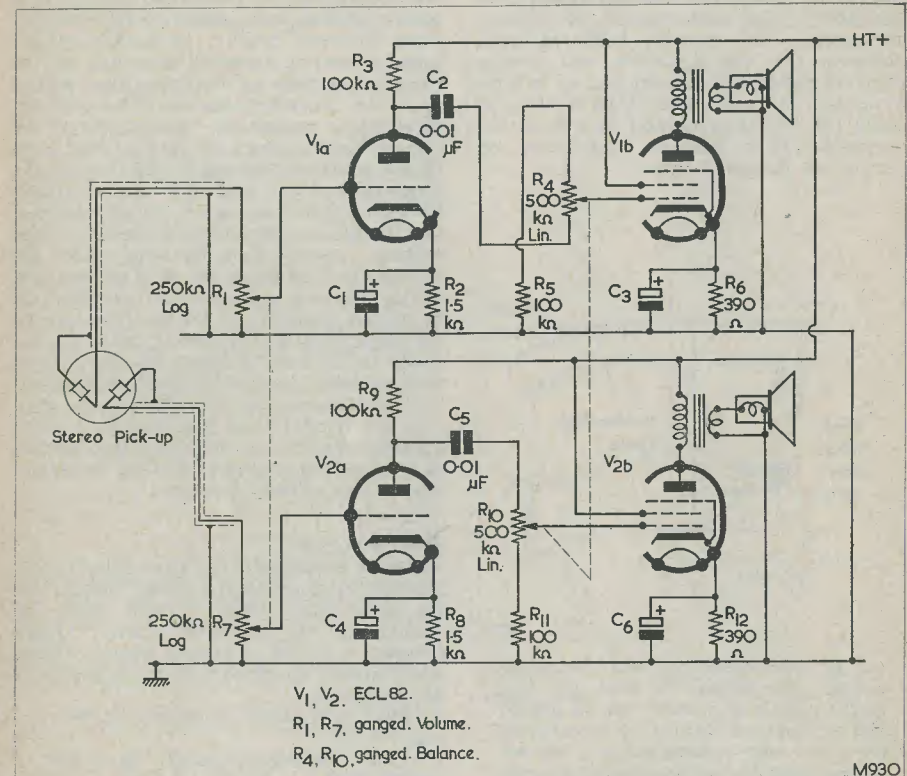 HT+
R3
100kΩ
C2
0·01
μF
V1a
V1b
R4
500
kΩ
Lin.
250kΩ
Log
R1
C1
R2
1·5
kΩ
R5
100
kΩ
C3
R6
390
Ω
Stereo Pick-up
R9
100kΩ
C5
0·01
μF
V2a
V2b
R10
500
kΩ
Lin.
250kΩ
Log
R7
C4
R8
1·5
kΩ
R11
100
kΩ
C6
R12
390
Ω
+
+
+
+
V1, V2, ECL82.
R1, R7, ganged. Volume.
R4, R10, ganged. Balance.
M930